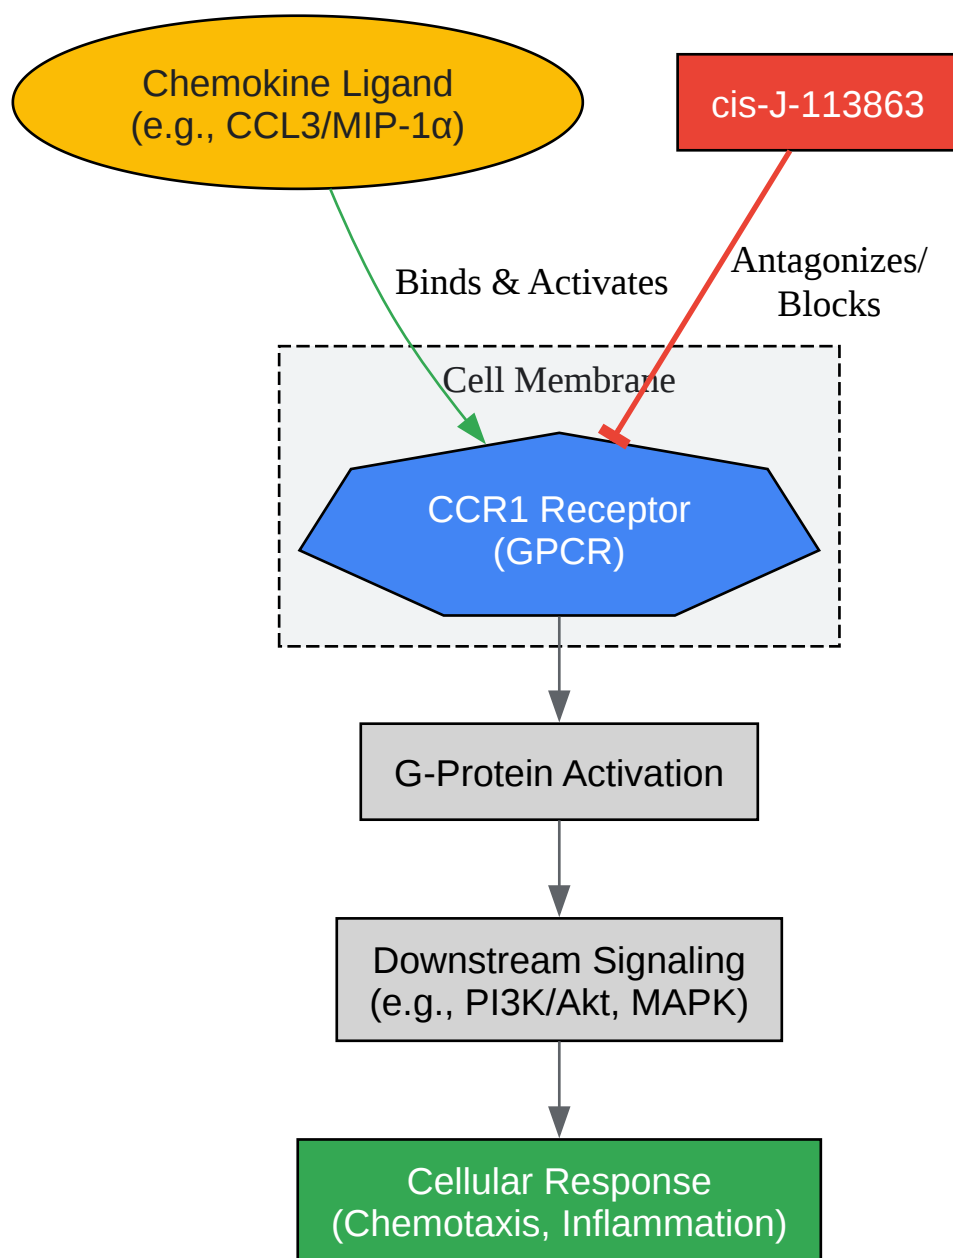 Chemokine Ligand
(e.g., CCL3/MIP-1α)
cis-J-113863
Binds & Activates
Antagonizes/
Blocks
Cell Membrane
CCR1 Receptor
(GPCR)
G-Protein Activation
Downstream Signaling
(e.g., PI3K/Akt, MAPK)
Cellular Response
(Chemotaxis, Inflammation)